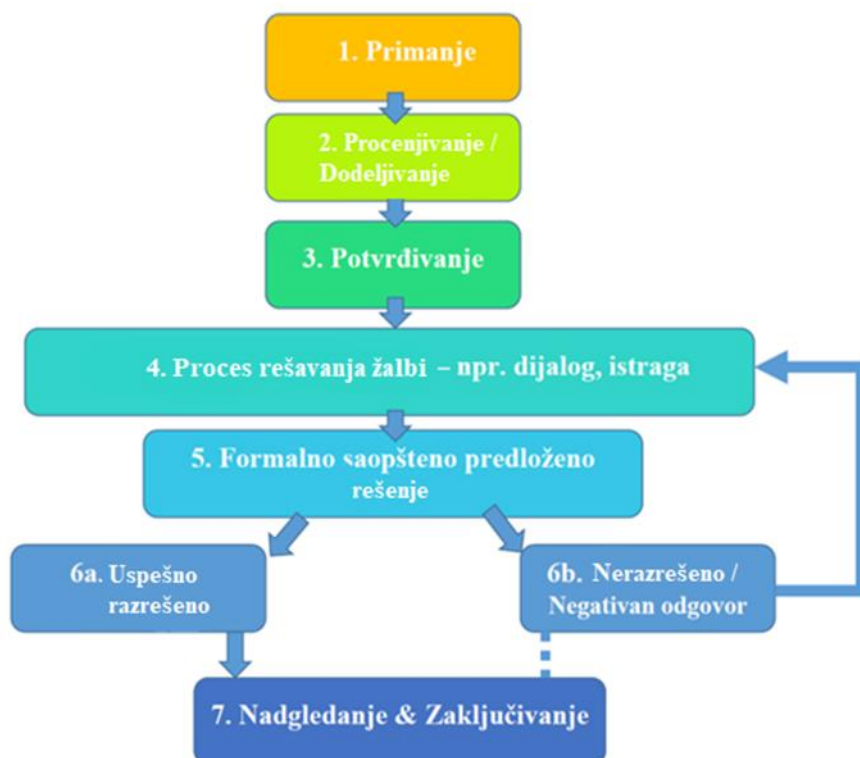 1. Primanje
2. Procenjivanje /
Dodeljivanje
3. Potvrđivanje
4. Proces rešavanja žalbi – npr. dijalog, istraga
5. Formalno saopšteno predloženo
rešenje
6a. Uspešno
razrešeno
6b. Nerazrešeno /
Negativan odgovor
7. Nadgledanje & Zaključivanje